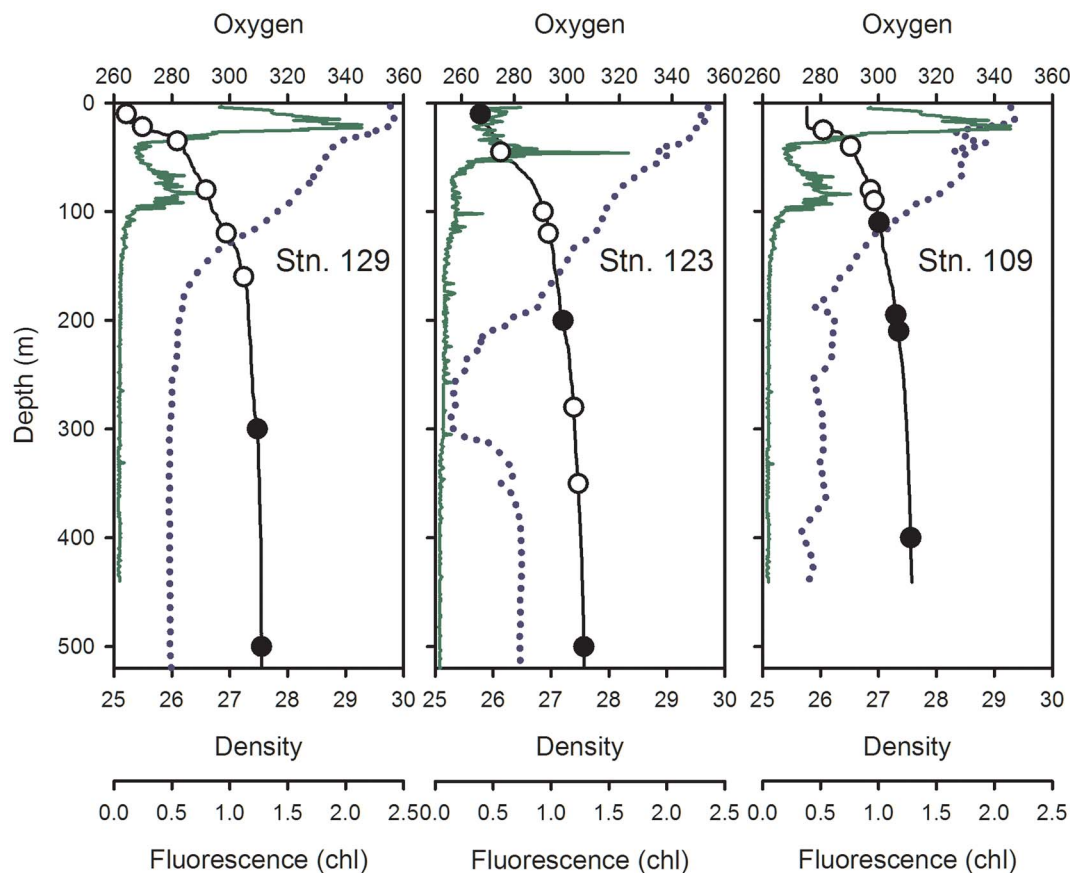 Oxygen Oxygen Oxygen
260 280 300 320 340 360 260 280 300 320 340 360 260 280 300 320 340 360
0
100
200
300
400
500
Depth (m)
Stn. 129 Stn. 123 Stn. 109
25 26 27 28 29 30 25 26 27 28 29 30 25 26 27 28 29 30
Density Density Density
0.0 0.5 1.0 1.5 2.0 2.5 0.0 0.5 1.0 1.5 2.0 2.5 0.0 0.5 1.0 1.5 2.0 2.5
Fluorescence (chl) Fluorescence (chl) Fluorescence (chl)